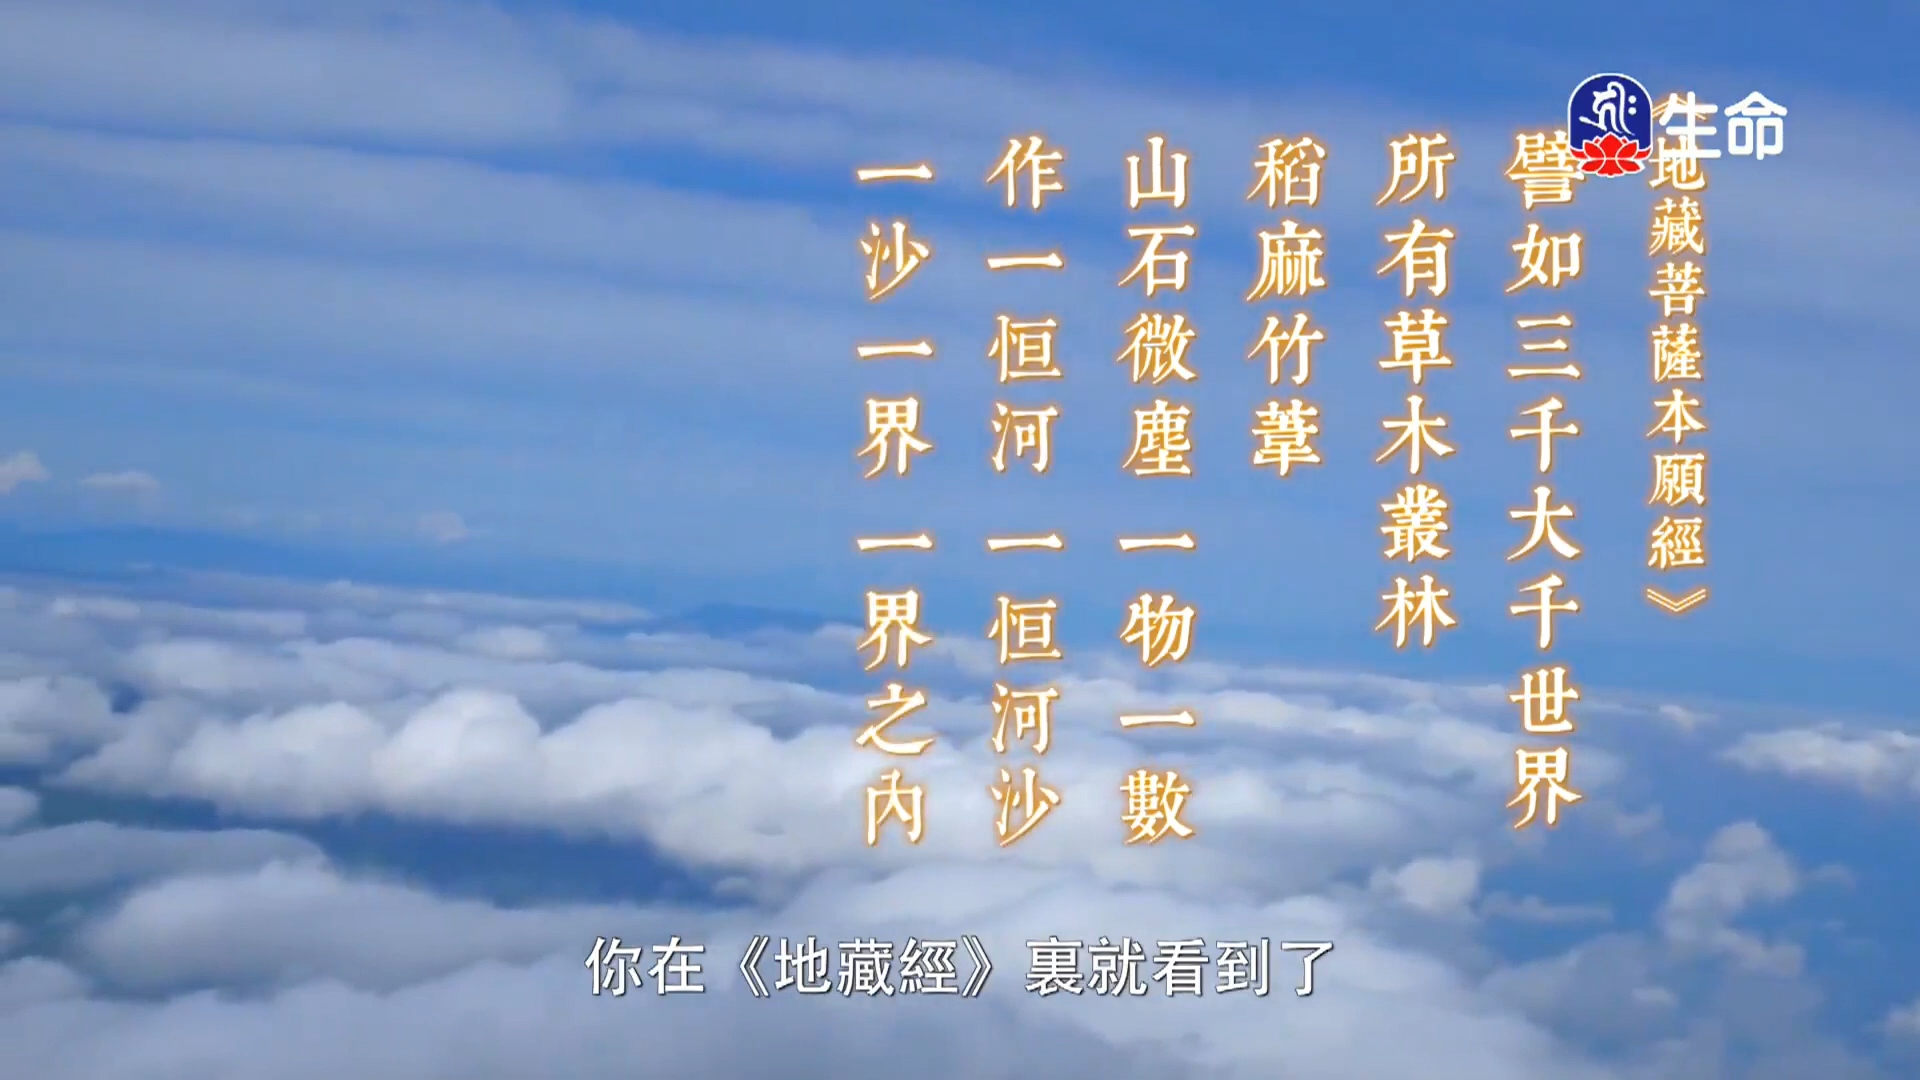 生命
《地藏菩薩本願經》
譬如三千大千世界
所有草木叢林
稻麻竹葦
山石微塵 一物一數
作一恒河 一恒河沙
一沙一界 一界之內
你在《地藏經》裏就看到了